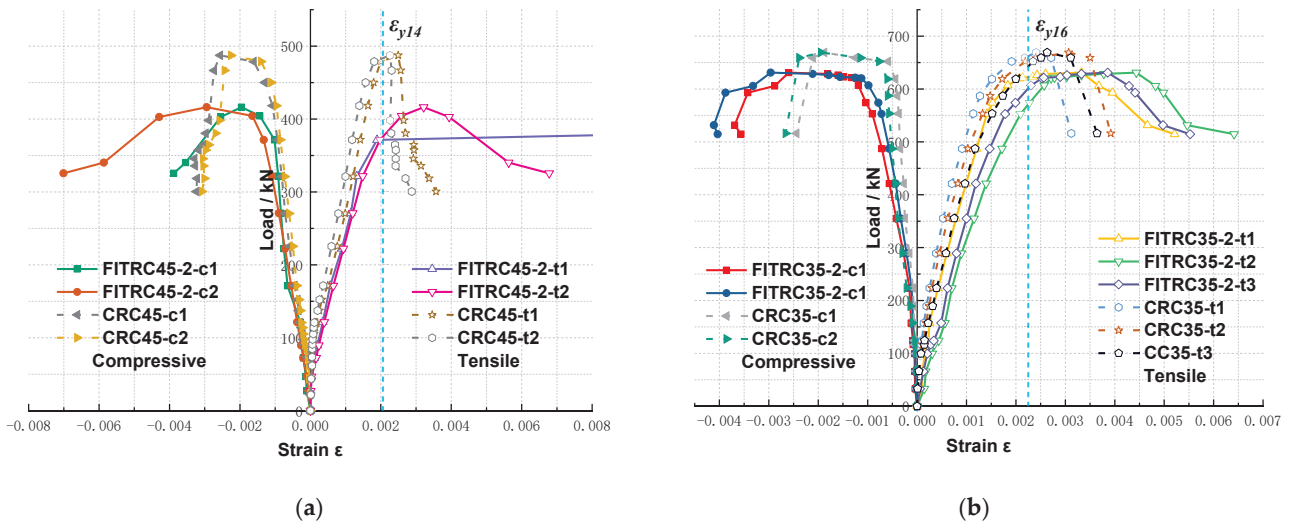 εy14
500
400
300
200
100
0
Load / kN
FITRC45-2-c1
FITRC45-2-c2
CRC45-c1
CRC45-c2
Compressive
FITRC45-2-t1
FITRC45-2-t2
CRC45-t1
CRC45-t2
Tensile
-0.008 -0.006 -0.004 -0.002 0.000 0.002 0.004 0.006 0.008
Strain ε
(a)
εy16
700
600
500
400
300
200
100
0
Load / kN
FITRC35-2-c1
FITRC35-2-c1
CRC35-c1
CRC35-c2
Compressive
FITRC35-2-t1
FITRC35-2-t2
FITRC35-2-t3
CRC35-t1
CRC35-t2
CC35-t3
Tensile
-0.004 -0.003 -0.002 -0.001 0.000 0.001 0.002 0.003 0.004 0.005 0.006 0.007
Strain ε
(b)